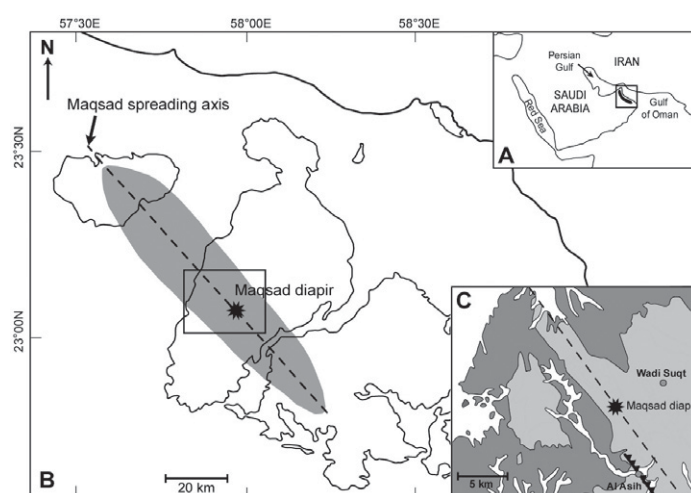 57°30E
58°00E
58°30E
N
Maqsad spreading axis
23°30N
23°00N
Maqsad diapir
B
20 km
Persian
Gulf
IRAN
SAUDI
ARABIA
Red Sea
Gulf
of Oman
A
C
Wadi Suqt
Maqsad diap
Al Asih
5 km